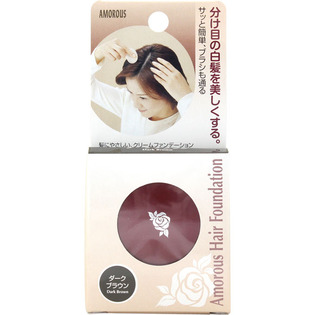 AMOROUS
分け目の白髪を美しくする。
サッと簡単、ブラシも通る
髪にやさしい、クリームファンデーション
Dark Brown
Amorous Hair Foundation
ダーク
ブラウン
Dark Brown